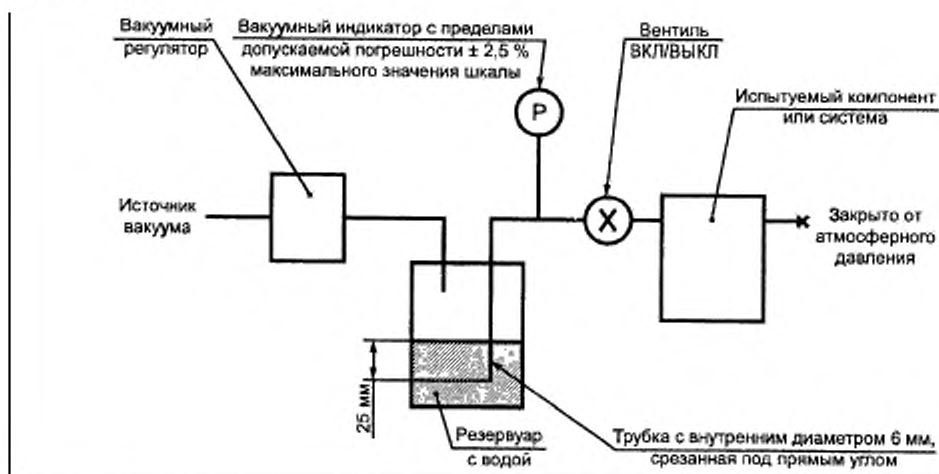 Вакуумный
регулятор
Вакуумный индикатор с пределами
допускаемой погрешности ± 2,5 %
максимального значения шкалы
Вентиль
ВКЛ/ВЫКЛ
P
Испытуемый компонент
или система
Источник
вакуума
X
Закрыто от
атмосферного
давления
25 мм
Резервуар
с водой
Трубка с внутренним диаметром 6 мм,
срезанная под прямым углом